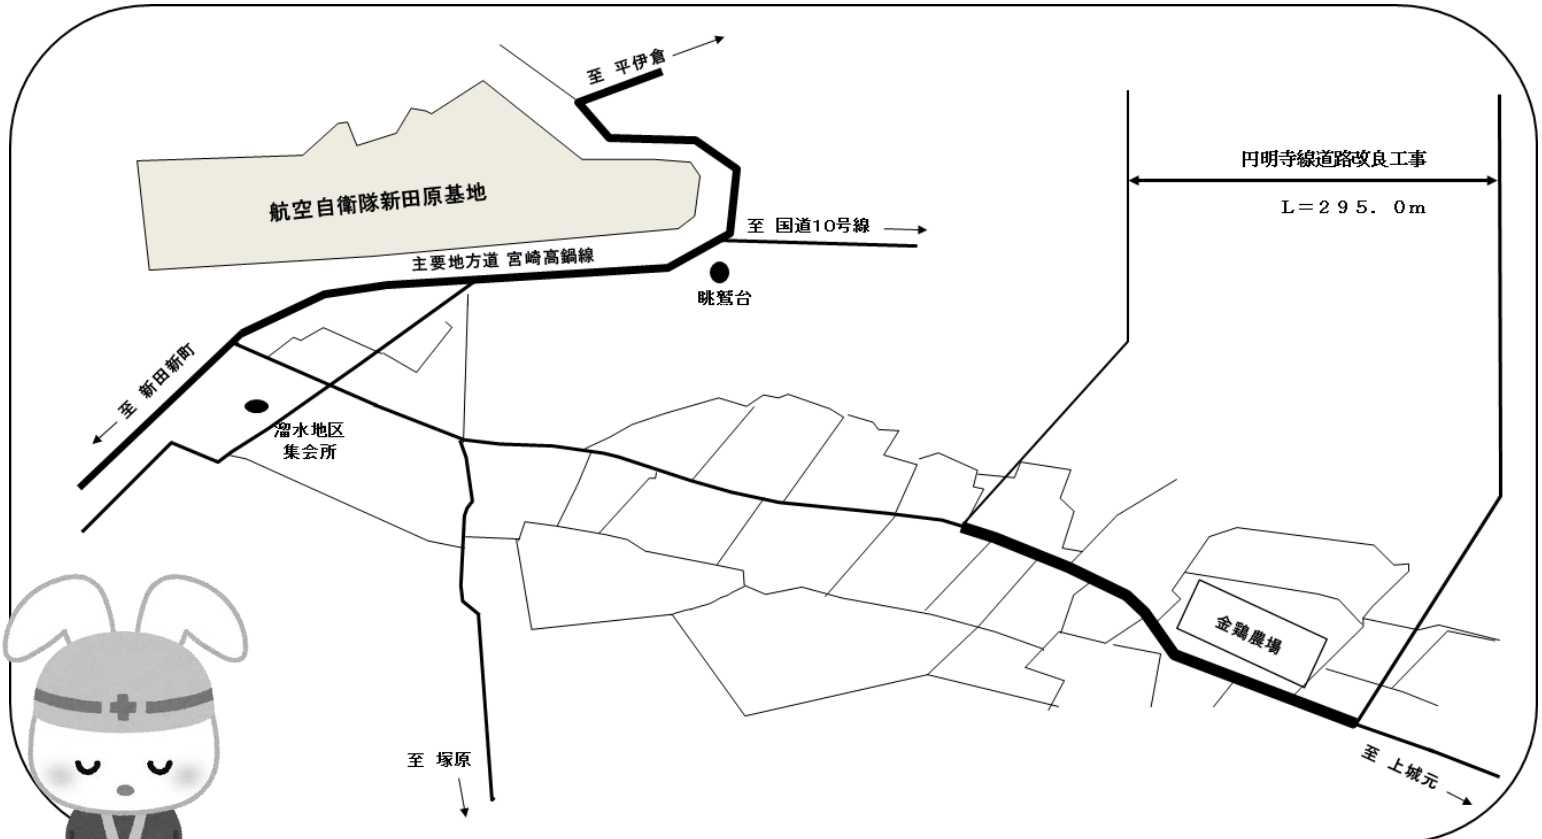 至 平伊倉
航空自衛隊新田原基地
円明寺線道路改良工事
L=295.0m
至 国道10号線
主要地方道 宮崎高鍋線
眺鷲台
至 新田新町
溜水地区
集会所
金鶏農場
至 塚原
至 上城元